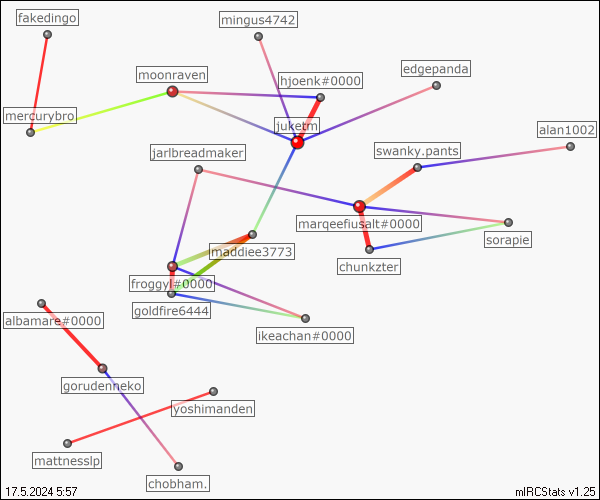 fakedingo
mingus4742
moonraven
hjoenk#0000
edgepanda
mercurybro
juketm
alan1002
jarlbreadmaker
swanky.pants
marqeefiusalt#0000
sorapie
maddiee3773
chunkzter
froggyl#0000
goldfire6444
albamare#0000
ikeachan#0000
gorudenneko
yoshimanden
mattnesslp
chobham.
17.5.2024 5:57
mIRCStats v1.25